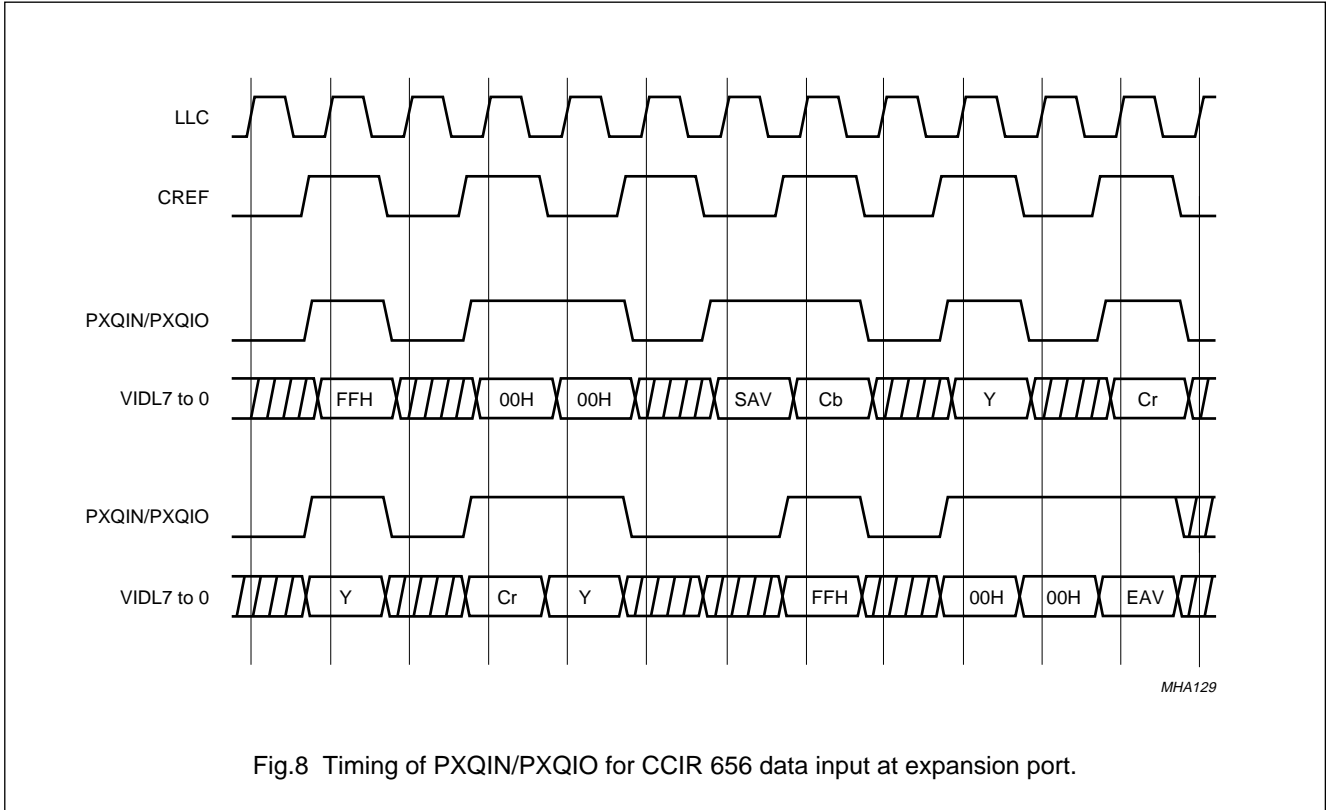 LLC
CREF
PXQIN/PXQIO
VIDL7 to 0 FFH 00H 00H SAV Cb Y Cr
PXQIN/PXQIO
VIDL7 to 0 Y Cr Y FFH 00H 00H EAV
MHA129
Fig.8 Timing of PXQIN/PXQIO for CCIR 656 data input at expansion port.